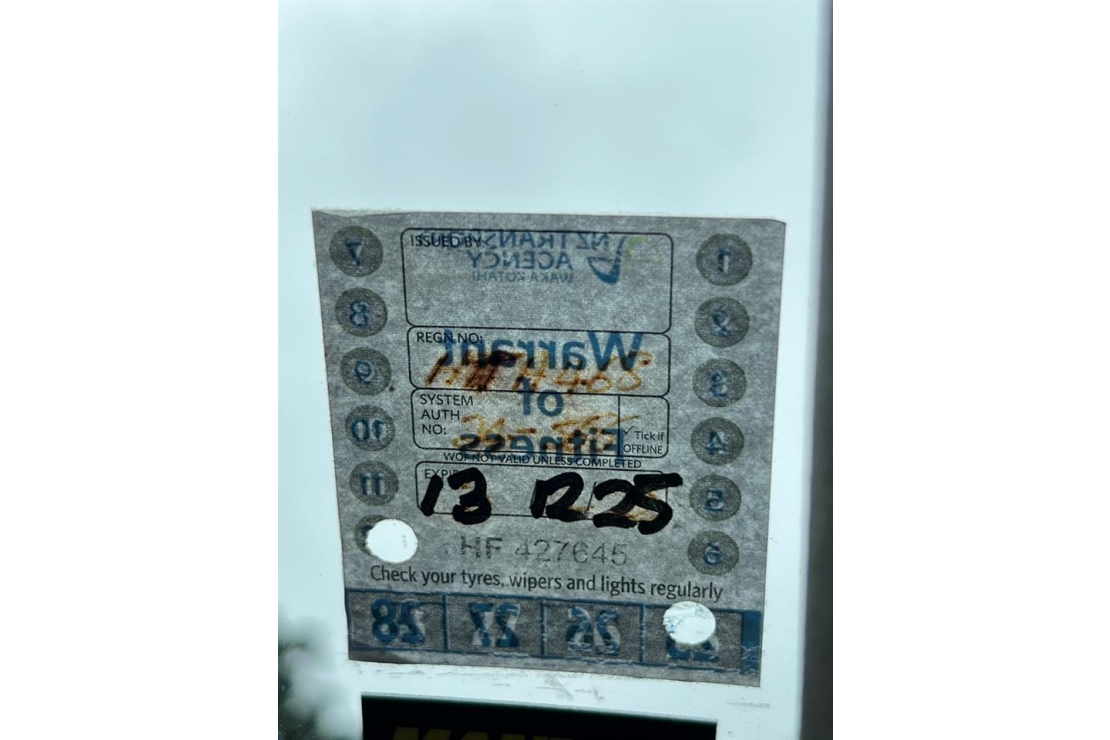 ISSUED BY:
NZ TRANSPORT
AGENCY
WAKA KOTAHI
7
1
8
2
REGN NO:
Warrant
9
3
of
SYSTEM
AUTH
NO:
10
4
Tick if
OFFLINE
Fitness
WOF NOT VALID UNLESS COMPLETED
11
5
13 12 25
6
HF 427645
Check your tyres, wipers and lights regularly
28 27 26 25